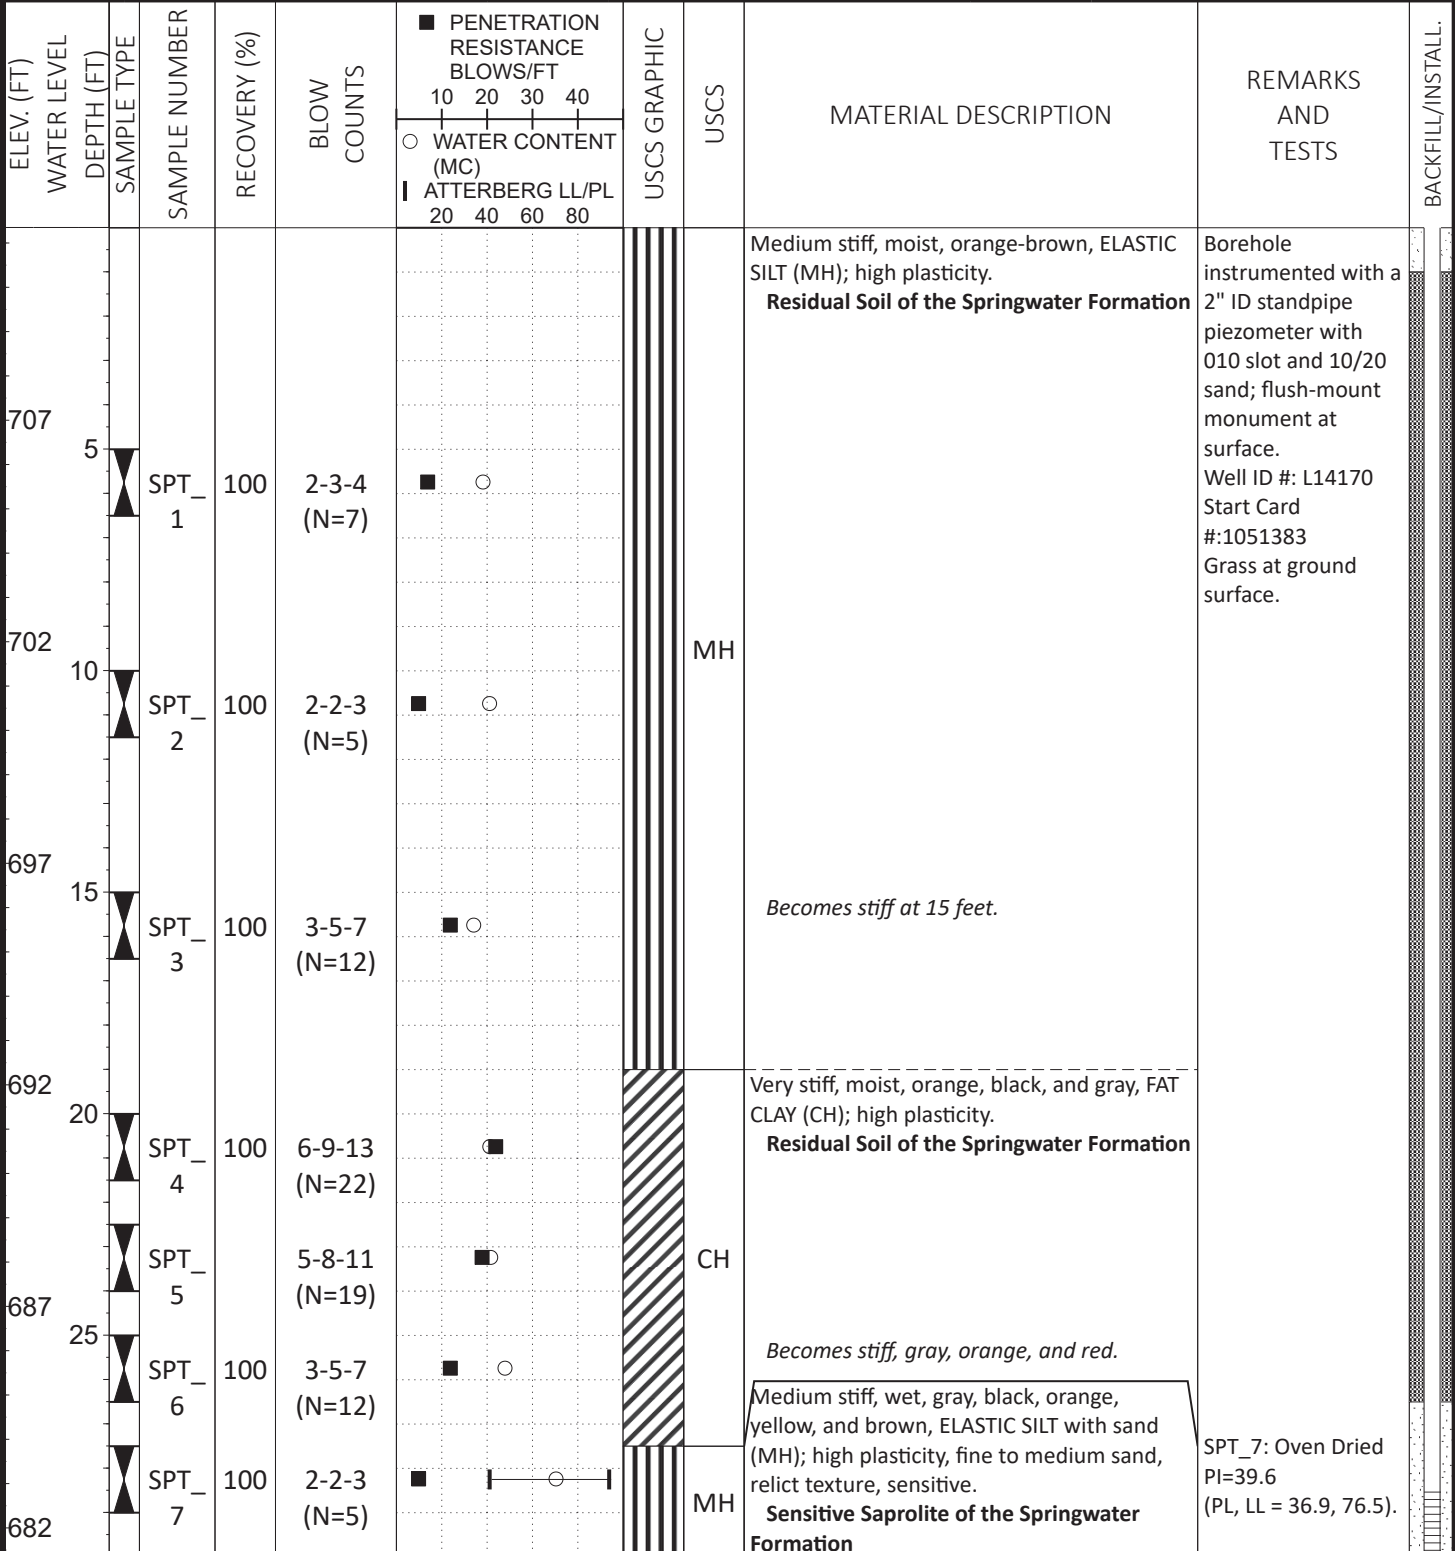 ELEV. (FT)
WATER LEVEL
DEPTH (FT)
SAMPLE TYPE
SAMPLE NUMBER
RECOVERY (%)
BLOW
COUNTS
■ PENETRATION
RESISTANCE
BLOWS/FT
10 20 30 40
○ WATER CONTENT
(MC)
ATTERBERG LL/PL
20 40 60 80
USCS GRAPHIC
USCS
MATERIAL DESCRIPTION
REMARKS
AND
TESTS
BACKFILL/INSTALL.
Medium stiff, moist, orange-brown, ELASTIC
SILT (MH); high plasticity.
Residual Soil of the Springwater Formation
Borehole
instrumented with a
2" ID standpipe
piezometer with
010 slot and 10/20
sand; flush-mount
monument at
surface.
Well ID #: L14170
Start Card
#:1051383
Grass at ground
surface.
707
5
SPT_
1
100
2-3-4
(N=7)
702
MH
10
SPT_
2
100
2-2-3
(N=5)
697
15
SPT_
3
100
3-5-7
(N=12)
Becomes stiff at 15 feet.
692
Very stiff, moist, orange, black, and gray, FAT
CLAY (CH); high plasticity.
Residual Soil of the Springwater Formation
20
SPT_
4
100
6-9-13
(N=22)
SPT_
5
100
5-8-11
(N=19)
CH
687
25
SPT_
6
100
3-5-7
(N=12)
Becomes stiff, gray, orange, and red.
Medium stiff, wet, gray, black, orange,
yellow, and brown, ELASTIC SILT with sand
(MH); high plasticity, fine to medium sand,
relict texture, sensitive.
Sensitive Saprolite of the Springwater
Formation
SPT_
7
100
2-2-3
(N=5)
MH
SPT_7: Oven Dried
PI=39.6
(PL, LL = 36.9, 76.5).
682